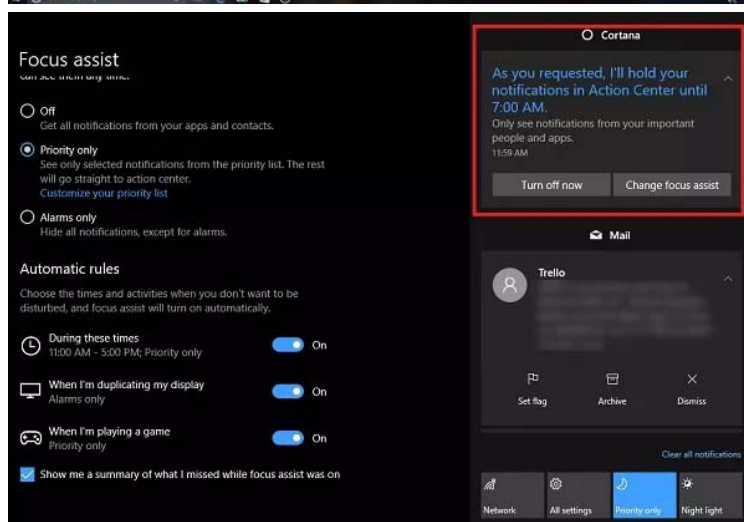 Focus assist
can see them any time.
Off
Get all notifications from your apps and contacts.
Priority only
See only selected notifications from the priority list. The rest
will go straight to action center.
Customize your priority list
Alarms only
Hide all notifications, except for alarms.
Automatic rules
Choose the times and activities when you don't want to be
disturbed, and focus assist will turn on automatically.
During these times
11:00 AM - 5:00 PM; Priority only
On
When I'm duplicating my display
Alarms only
On
When I'm playing a game
Priority only
On
Show me a summary of what I missed while focus assist was on
Cortana
As you requested, I'll hold your
notifications in Action Center until
7:00 AM.
Only see notifications from your important
people and apps.
11:59 AM
Turn off now
Change focus assist
Mail
Trello
Set flag
Archive
Dismiss
Clear all notifications
Network
All settings
Priority only
Night light